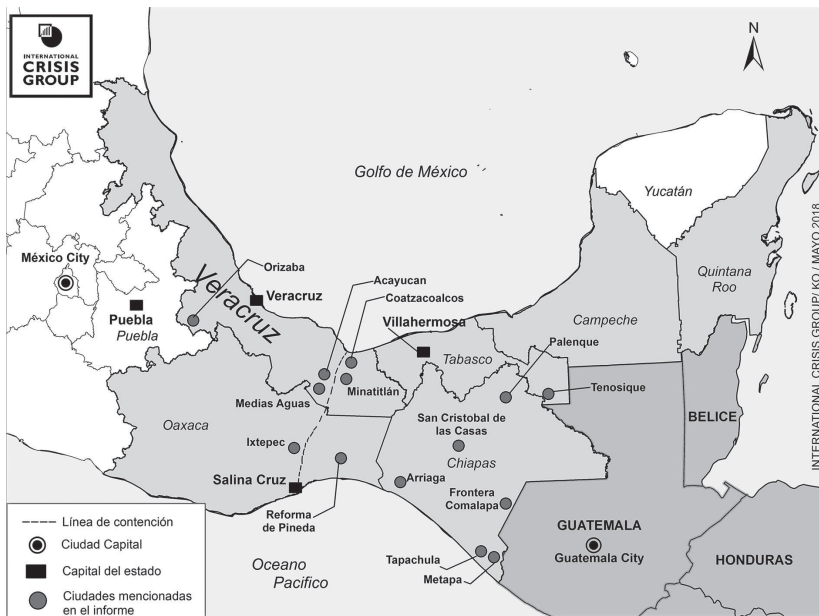 INTERNATIONAL
CRISIS
GROUP
N
Golfo de México
Yucatán
Quintana
Roo
Campeche
México City
Puebla
Puebla
Orizaba
Veracruz
Veracruz
Acayucan
Coatzacoalcos
Villahermosa
Tabasco
Palenque
Tenosique
Minatitlán
Medias Aguas
Oaxaca
Ixtepec
San Cristobal de
las Casas
Chiapas
BELICE
Salina Cruz
Arriaga
Reforma
de Pineda
Frontera
Comalapa
GUATEMALA
Guatemala City
HONDURAS
Tapachula
Metapa
Oceano
Pacifico
Línea de contención
Ciudad Capital
Capital del estado
Ciudades mencionadas
en el informe
INTERNATIONAL CRISIS GROUP/ KO / MAYO 2018